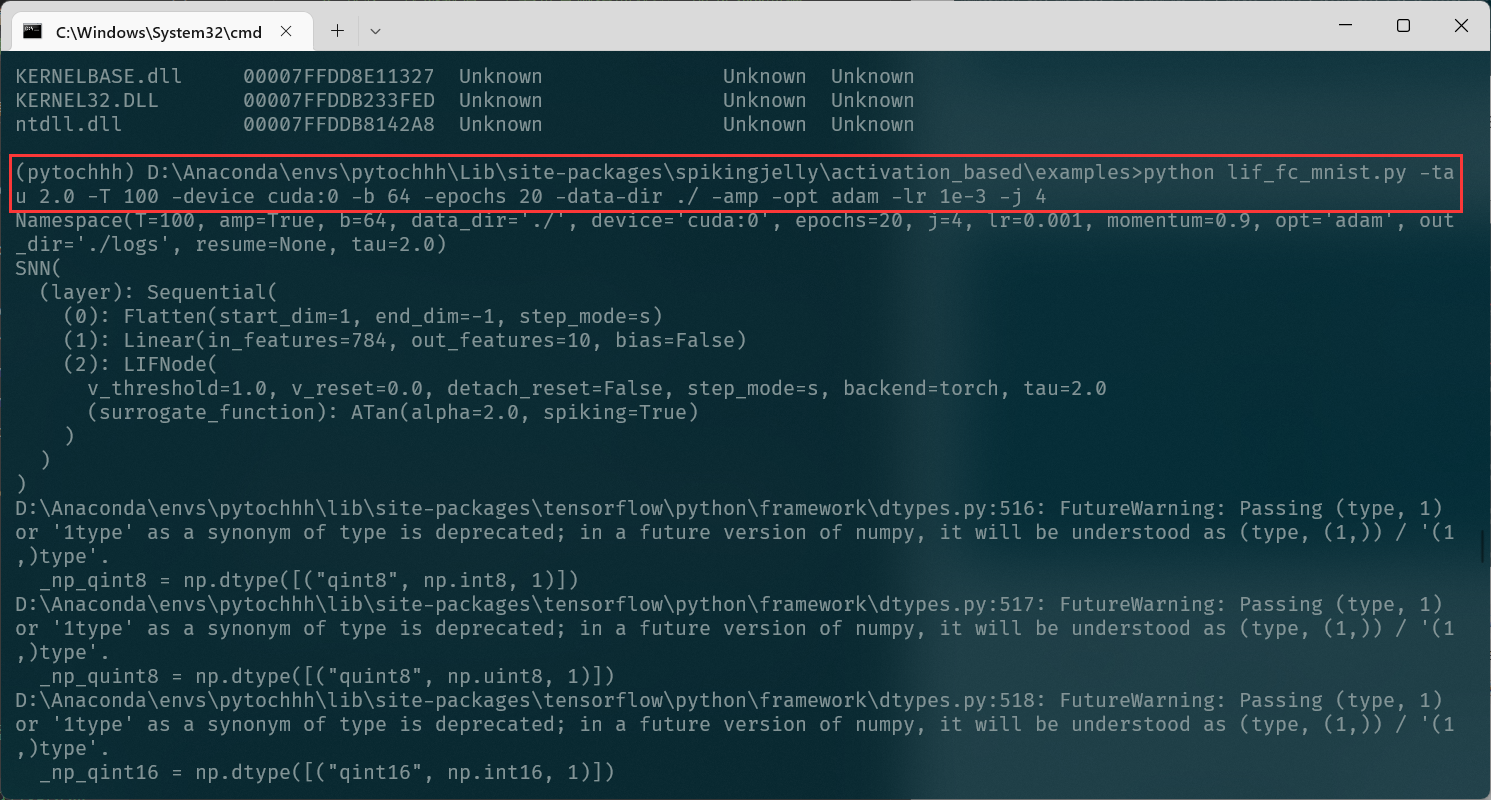 C:\Windows\System32\cmd
KERNELBASE.dll     00007FFDD8E11327  Unknown               Unknown  Unknown
KERNEL32.DLL       00007FFDDB233FED  Unknown               Unknown  Unknown
ntdll.dll          00007FFDDB8142A8  Unknown               Unknown  Unknown
(pytochhh) D:\Anaconda\envs\pytochhh\Lib\site-packages\spikingjelly\activation_based\examples>python lif_fc_mnist.py -ta
u 2.0 -T 100 -device cuda:0 -b 64 -epochs 20 -data-dir ./ -amp -opt adam -lr 1e-3 -j 4
Namespace(T=100, amp=True, b=64, data_dir='./', device='cuda:0', epochs=20, j=4, lr=0.001, momentum=0.9, opt='adam', out
_dir='./logs', resume=None, tau=2.0)
SNN(
  (layer): Sequential(
    (0): Flatten(start_dim=1, end_dim=-1, step_mode=s)
    (1): Linear(in_features=784, out_features=10, bias=False)
    (2): LIFNode(
      v_threshold=1.0, v_reset=0.0, detach_reset=False, step_mode=s, backend=torch, tau=2.0
      (surrogate_function): ATan(alpha=2.0, spiking=True)
    )
  )
)
D:\Anaconda\envs\pytochhh\lib\site-packages\tensorflow\python\framework\dtypes.py:516: FutureWarning: Passing (type, 1)
or '1type' as a synonym of type is deprecated; in a future version of numpy, it will be understood as (type, (1,)) / '(1
,)type'.
  _np_qint8 = np.dtype([("qint8", np.int8, 1)])
D:\Anaconda\envs\pytochhh\lib\site-packages\tensorflow\python\framework\dtypes.py:517: FutureWarning: Passing (type, 1)
or '1type' as a synonym of type is deprecated; in a future version of numpy, it will be understood as (type, (1,)) / '(1
,)type'.
  _np_quint8 = np.dtype([("quint8", np.uint8, 1)])
D:\Anaconda\envs\pytochhh\lib\site-packages\tensorflow\python\framework\dtypes.py:518: FutureWarning: Passing (type, 1)
or '1type' as a synonym of type is deprecated; in a future version of numpy, it will be understood as (type, (1,)) / '(1
,)type'.
  _np_qint16 = np.dtype([("qint16", np.int16, 1)])